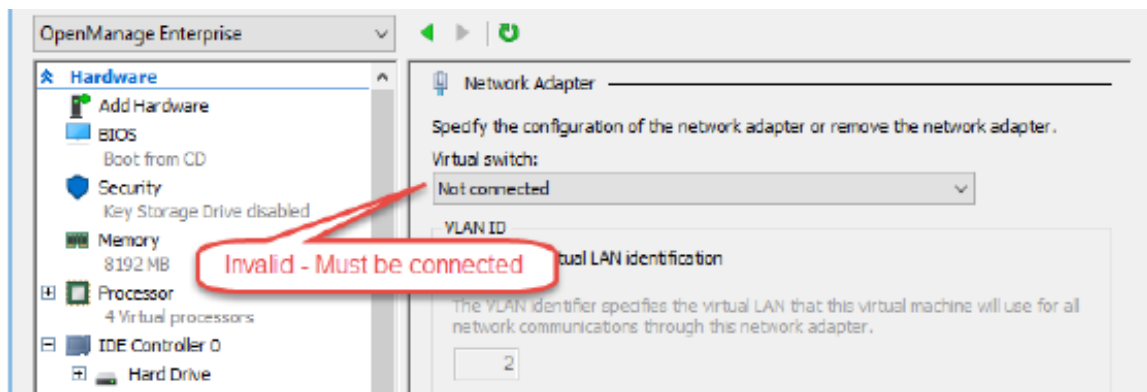 OpenManage Enterprise
Hardware
Add Hardware
BIOS
Boot from CD
Security
Key Storage Drive disabled
Memory
8192 MB
Processor
4 Virtual processors
IDE Controller 0
Hard Drive
Network Adapter
Specify the configuration of the network adapter or remove the network adapter.
Virtual switch:
Not connected
Invalid - Must be connected
VLAN ID
tual LAN identification
The VLAN identifier specifies the virtual LAN that this virtual machine will use for all
network communications through this network adapter.
2